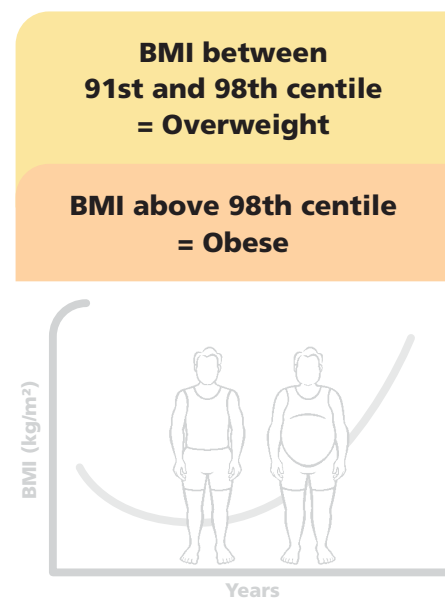 BMI between
91st and 98th centile
= Overweight
BMI above 98th centile
= Obese
BMI (kg/m²)
Years